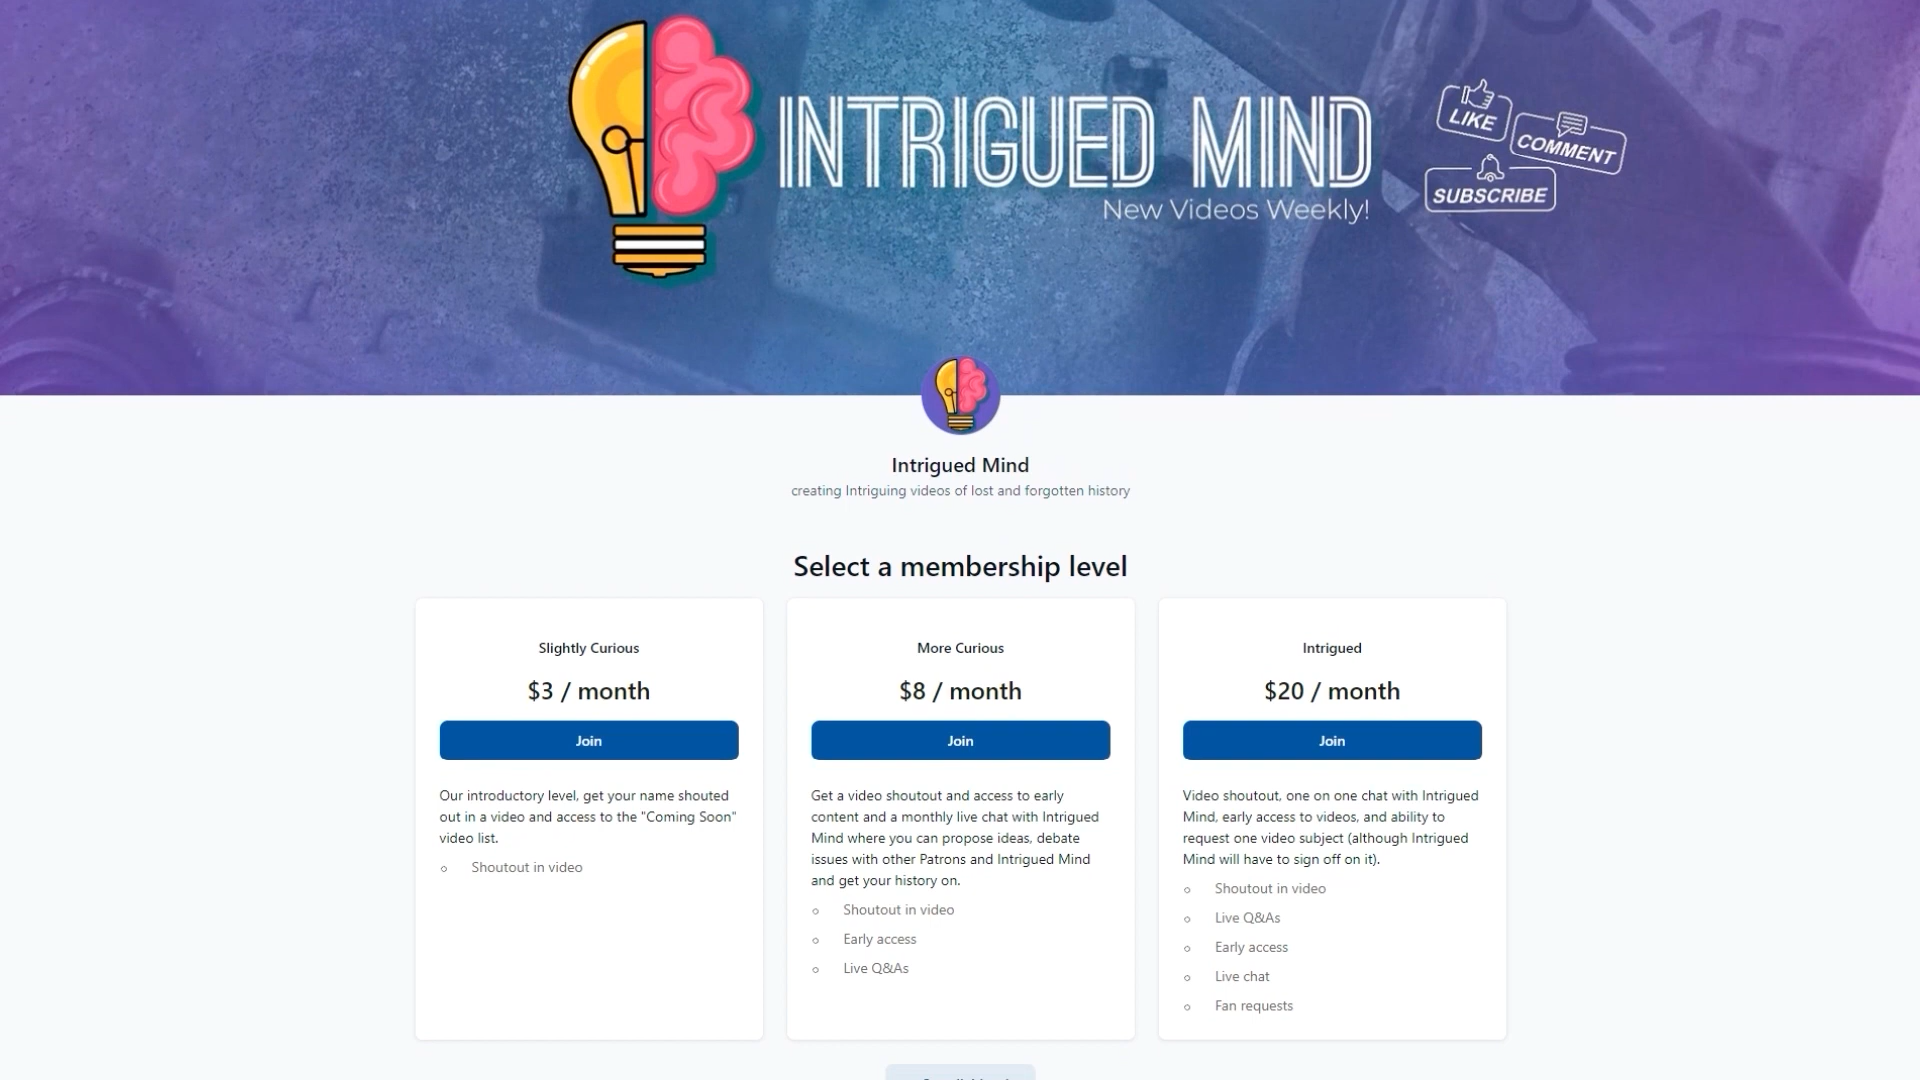 INTRIGUED MIND
New Videos Weekly!
LIKE
COMMENT
SUBSCRIBE
Intrigued Mind
creating Intriguing videos of lost and forgotten history
Select a membership level
Slightly Curious
$3 / month
Join
Our introductory level, get your name shouted
out in a video and access to the "Coming Soon"
video list.
Shoutout in video
More Curious
$8 / month
Join
Get a video shoutout and access to early
content and a monthly live chat with Intrigued
Mind where you can propose ideas, debate
issues with other Patrons and Intrigued Mind
and get your history on.
Shoutout in video
Early access
Live Q&As
Intrigued
$20 / month
Join
Video shoutout, one on one chat with Intrigued
Mind, early access to videos, and ability to
request one video subject (although Intrigued
Mind will have to sign off on it).
Shoutout in video
Live Q&As
Early access
Live chat
Fan requests